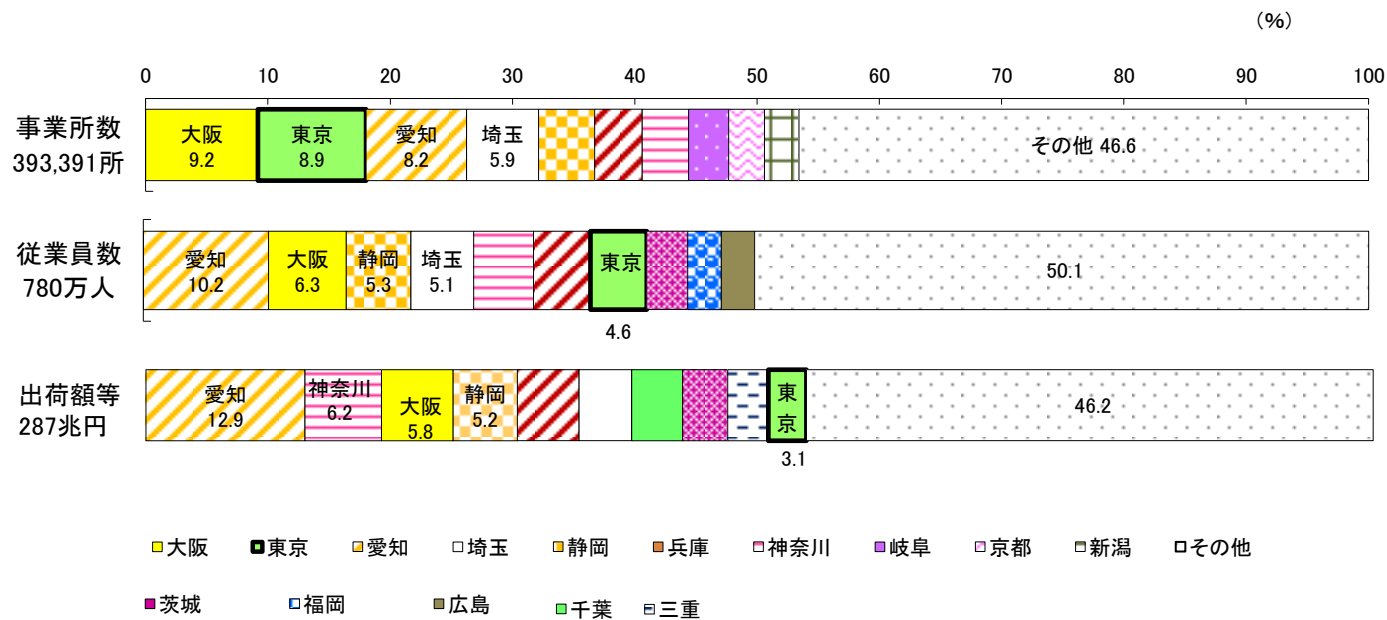 （%）
0 10 20 30 40 50 60 70 80 90 100
事業所数
393,391所
大阪 東京 愛知 埼玉 その他 46.6
9.2 8.9 8.2 5.9
従業員数
780万人
愛知 大阪 静岡 埼玉 東京 50.1
10.2 6.3 5.3 5.1
4.6
出荷額等
287兆円
愛知 神奈川 大阪 静岡 東京 46.2
12.9 6.2 5.8 5.2
3.1
大阪 東京 愛知 埼玉 静岡 兵庫 神奈川 岐阜 京都 新潟 その他
茨城 福岡 広島 千葉 三重